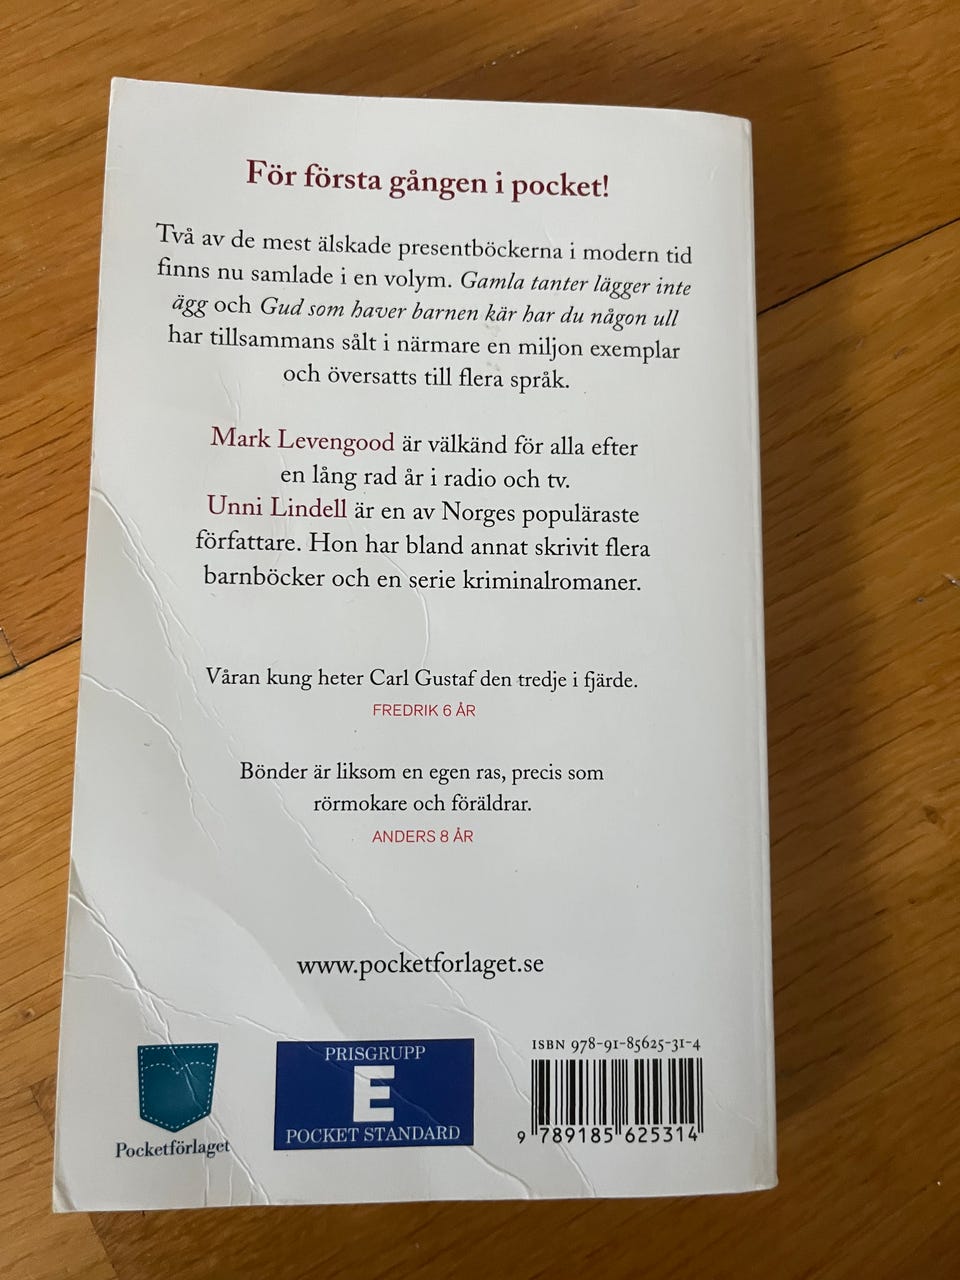 För första gången i pocket!
Två av de mest älskade presentböckerna i modern tid
finns nu samlade i en volym. Gamla tanter lägger inte
ägg och Gud som haver barnen kär har du någon ull
har tillsammans sålt i närmare en miljon exemplar
och översatts till flera språk.
Mark Levengood är välkänd för alla efter
en lång rad år i radio och tv.
Unni Lindell är en av Norges populäraste
författare. Hon har bland annat skrivit flera
barnböcker och en serie kriminalromaner.
Våran kung heter Carl Gustaf den tredje i fjärde.
FREDRIK 6 ÅR
Bönder är liksom en egen ras, precis som
rörmokare och föräldrar.
ANDERS 8 ÅR
www.pocketforlaget.se
Pocketförlaget
PRISGRUPP
E
POCKET STANDARD
ISBN 978-91-85625-31-4
9 789185 625314